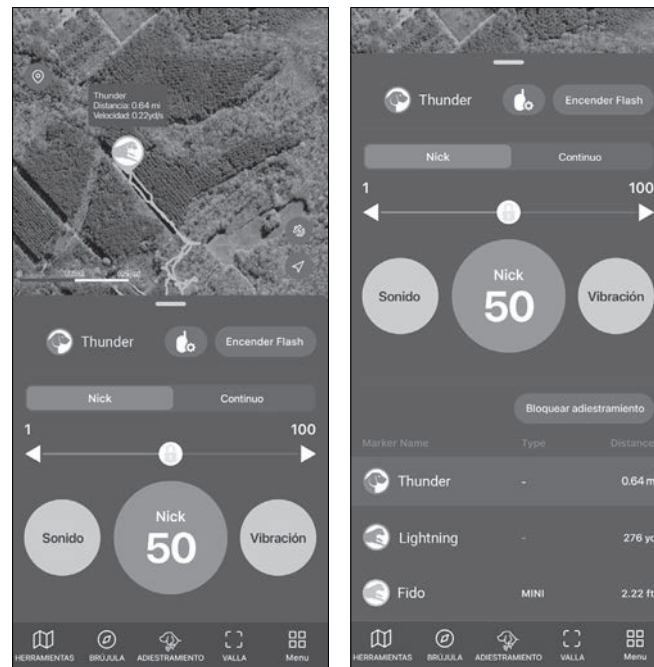 Thunder
Distancia: 0.64 mi
Velocidad: 0.22yd/s
Thunder
Encender Flash
Nick
Continuo
1
100
Sonido
Nick
50
Vibración
HERRAMIENTAS
BRÚJULA
ADIESTRAMIENTO
VALLA
Menu
Thunder
Encender Flash
Nick
Continuo
1
100
Sonido
Nick
50
Vibración
Bloquear adiestramiento
Marker Name
Type
Distance
Thunder
-
0.64 m
Lightning
-
276 yd
Fido
MINI
2.22 ft
HERRAMIENTAS
BRÚJULA
ADIESTRAMIENTO
VALLA
Menu